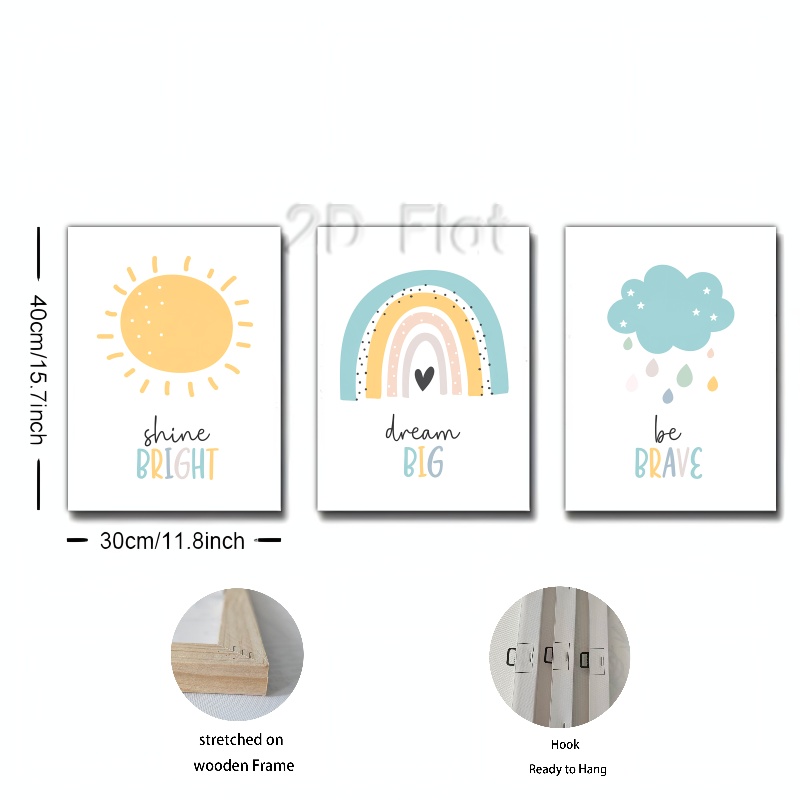 2D Flat
40cm/15.7inch
shine
BRIGHT
dream
BIG
be
BRAVE
30cm/11.8inch
stretched on
wooden Frame
Hook
Ready to Hang